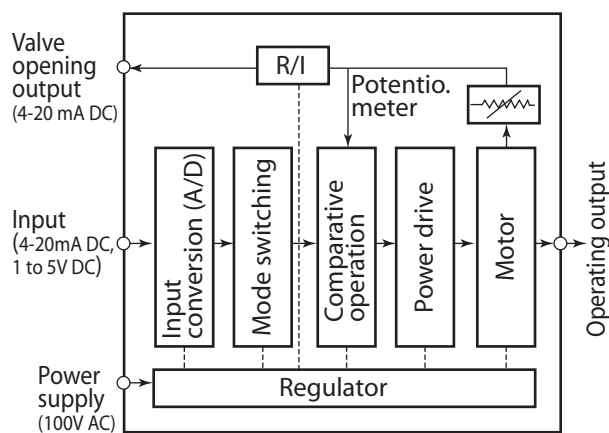 Valve
opening
output
(4-20 mA DC)
R/I
Potentio.
meter
Input
(4-20mA DC,
1 to 5V DC)
Input
conversion (A/D)
Mode switching
Comparative
operation
Power drive
Motor
Operating output
Power
supply
(100V AC)
Regulator